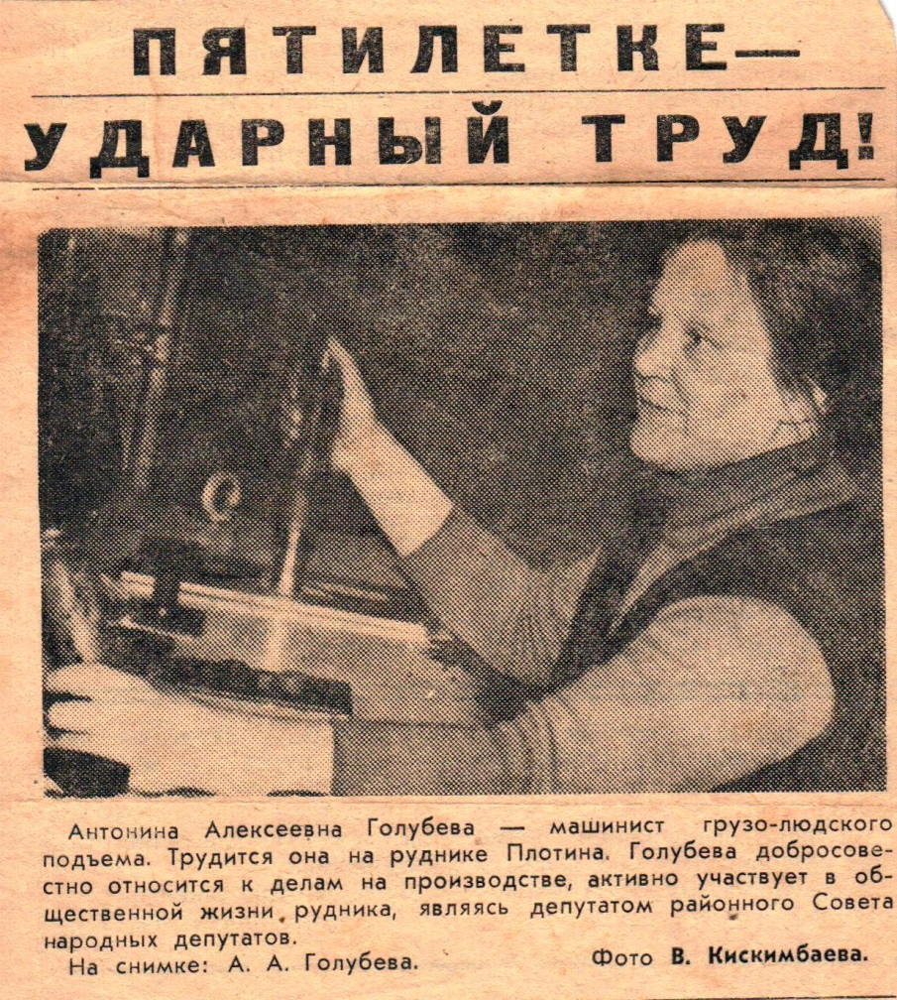 ПЯТИЛЕТКЕ—
УДАРНЫЙ ТРУД!
Антонина Алексеевна Голубева — машинист грузо-людского
подъема. Трудится она на руднике Плотина. Голубева добросове-
стно относится к делам на производстве, активно участвует в об-
щественной жизни рудника, являясь депутатом районного Совета
народных депутатов.
На снимке: А. А. Голубева.
Фото В. Кискимбаева.